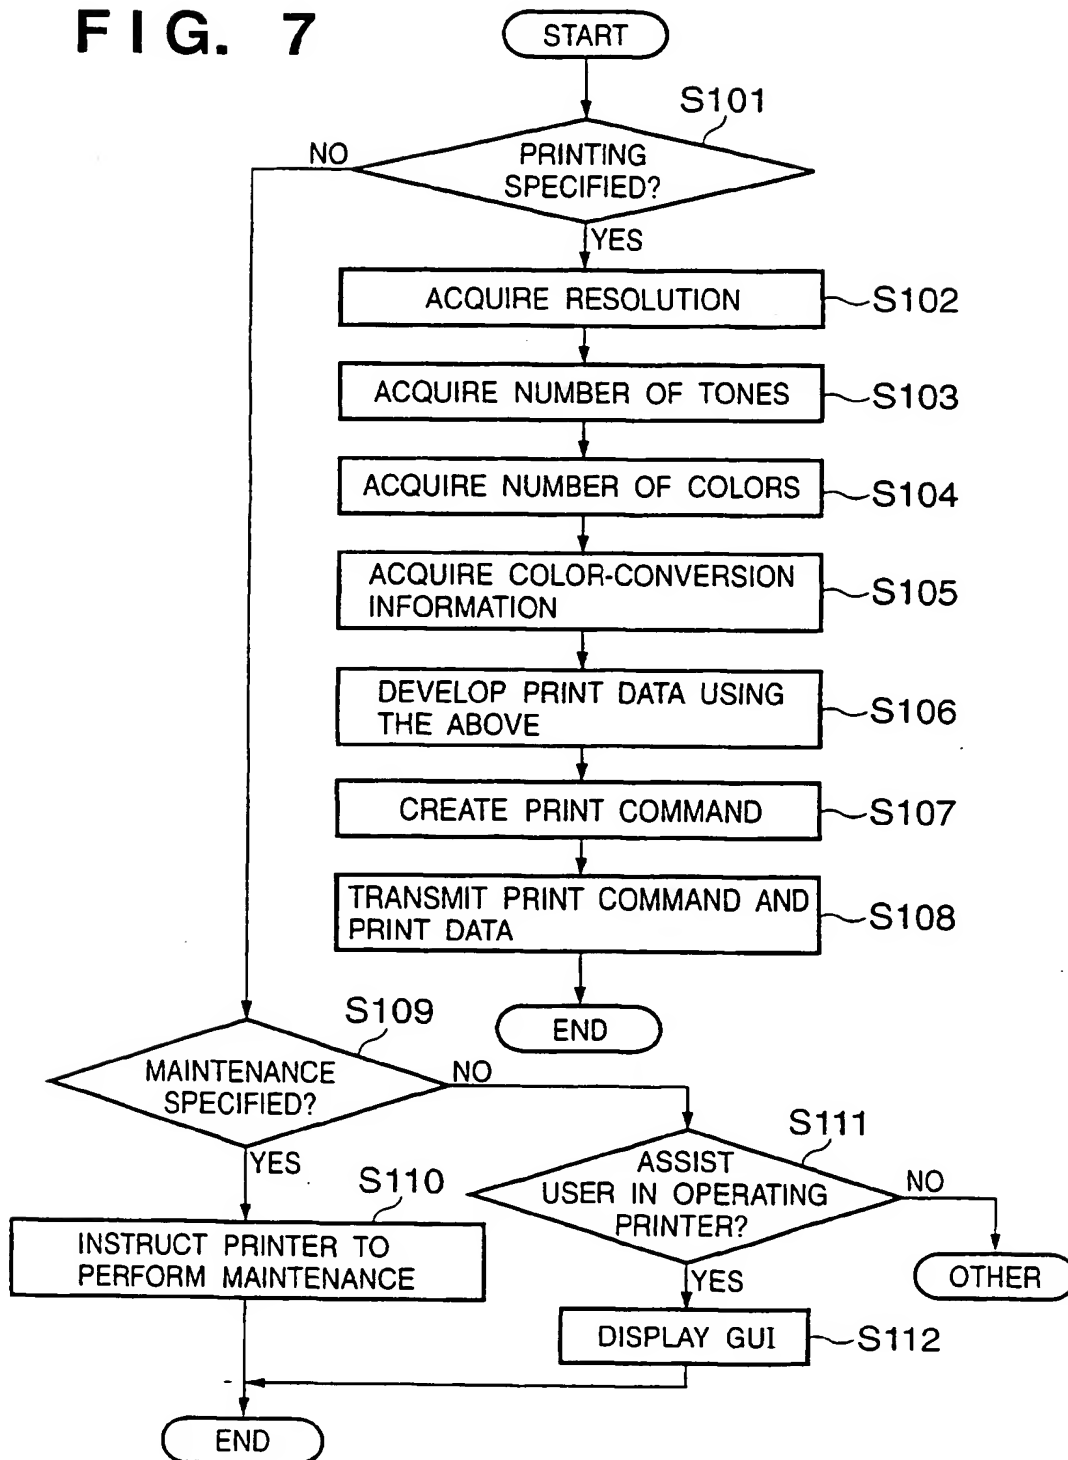 FIG. 7
START
S101
PRINTING
SPECIFIED?
NO
YES
ACQUIRE RESOLUTION
S102
ACQUIRE NUMBER OF TONES
S103
ACQUIRE NUMBER OF COLORS
S104
ACQUIRE COLOR-CONVERSION
INFORMATION
S105
DEVELOP PRINT DATA USING
THE ABOVE
S106
CREATE PRINT COMMAND
S107
TRANSMIT PRINT COMMAND AND
PRINT DATA
S108
END
S109
MAINTENANCE
SPECIFIED?
NO
YES
S110
INSTRUCT PRINTER TO
PERFORM MAINTENANCE
S111
ASSIST
USER IN OPERATING
PRINTER?
NO
OTHER
YES
DISPLAY GUI
S112
END